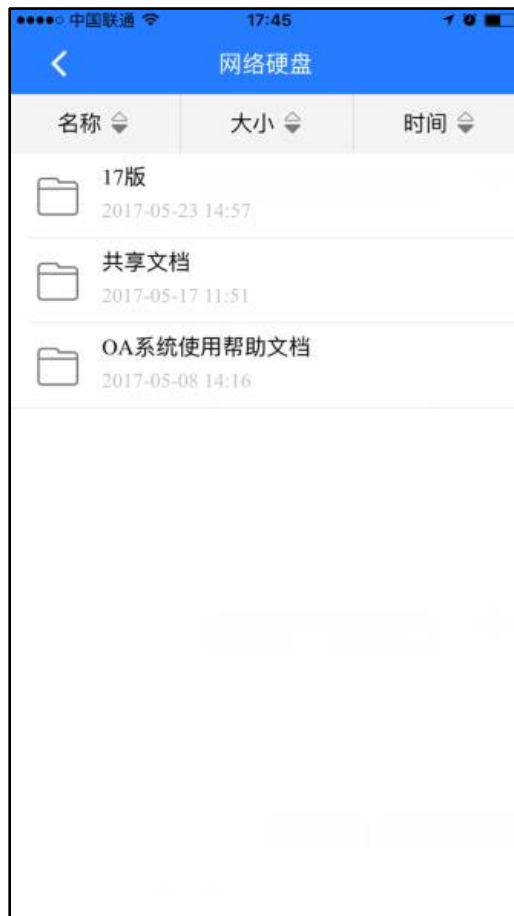 中国联通 17:45
网络硬盘
名称 大小 时间
17版
2017-05-23 14:57
共享文档
2017-05-17 11:51
OA系统使用帮助文档
2017-05-08 14:16